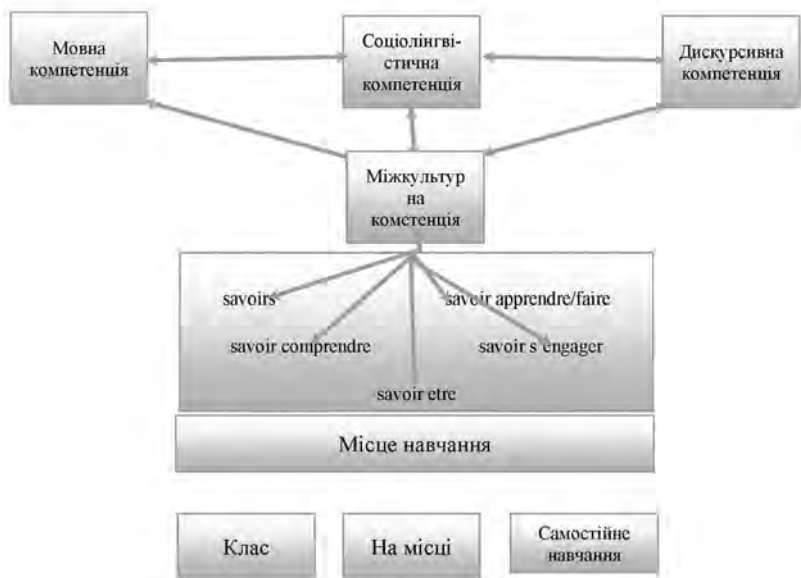 Мовна
компетенція
Соціолінгві-
стична
компетенція
Дискурсивна
компетенція
Міжкультур
на
кометенція
savoirs
savoir apprendre/faire
savoir comprendre
savoir s engager
savoir etre
Місце навчання
Клас
На місці
Самостійне
навчання